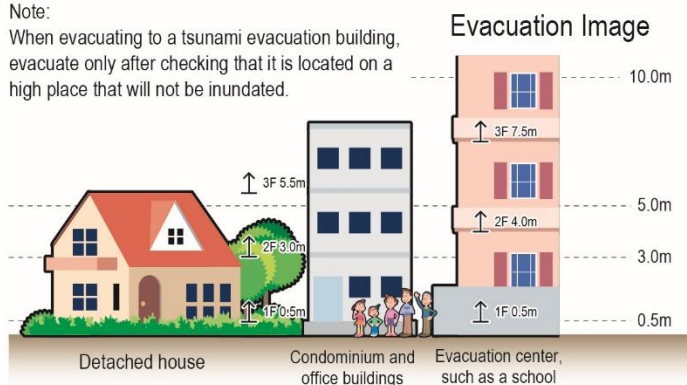 Note:
When evacuating to a tsunami evacuation building,
evacuate only after checking that it is located on a
high place that will not be inundated.
Evacuation Image
10.0m
3F 7.5m
3F 5.5m
5.0m
2F 4.0m
2F 3.0m
3.0m
1F 0.5m
1F 0.5m
0.5m
Detached house
Condominium and
office buildings
Evacuation center,
such as a school